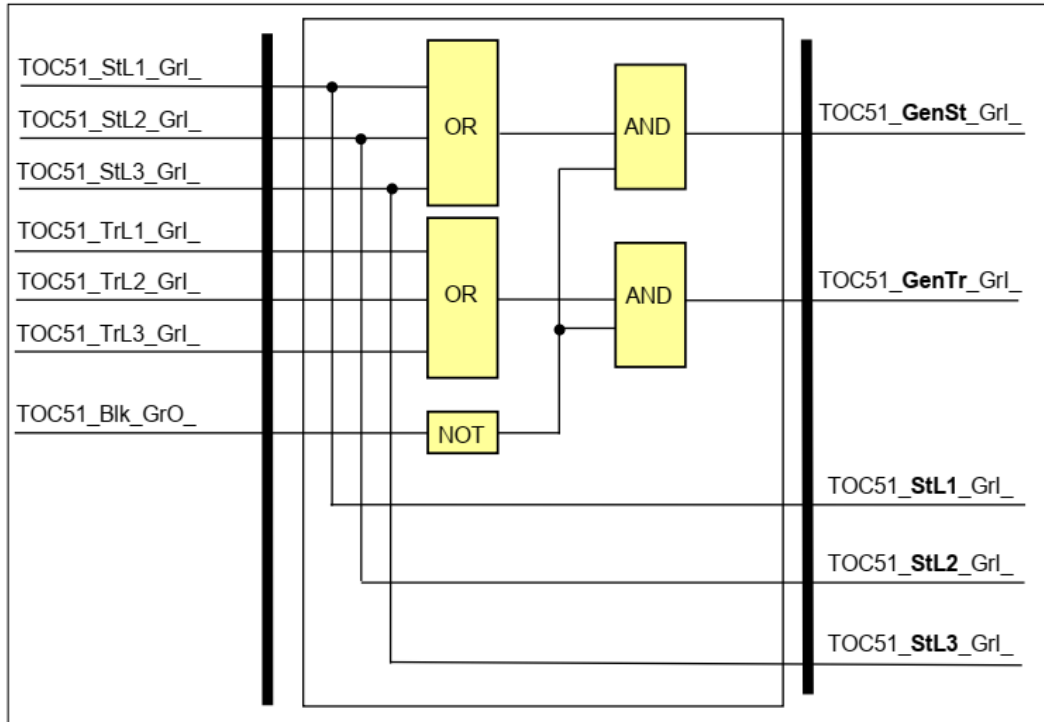 TOC51_StL1_GrI_
TOC51_StL2_GrI_
TOC51_StL3_GrI_
TOC51_TrL1_GrI_
TOC51_TrL2_GrI_
TOC51_TrL3_GrI_
TOC51_Blk_GrO_
OR
OR
NOT
AND
AND
TOC51_GenSt_GrI_
TOC51_GenTr_GrI_
TOC51_StL1_GrI_
TOC51_StL2_GrI_
TOC51_StL3_GrI_